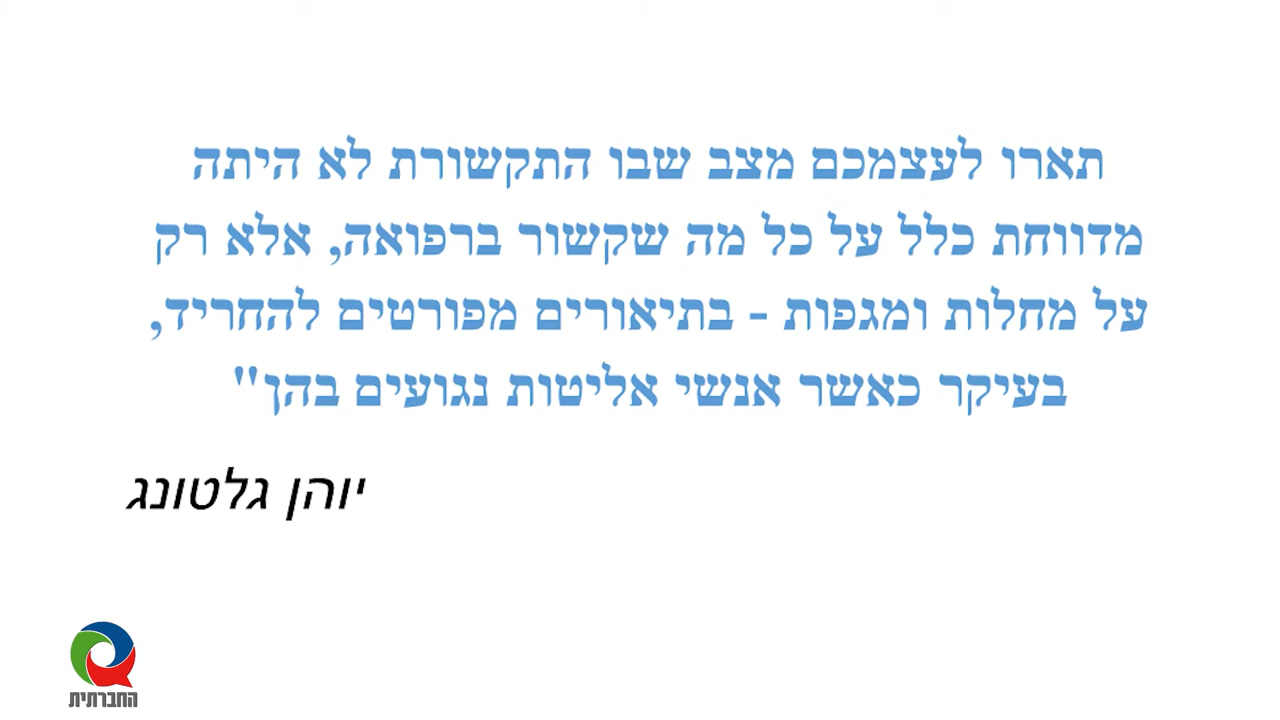 תארו לעצמכם מצב שבו התקשורת לא היתה
מדווחת כלל על כל מה שקשור ברפואה, אלא רק
על מחלות ומגפות - בתיאורים מפורטים להחריד,
בעיקר כאשר אנשי אליטות נגועים בהן"
יוהן גלטונג
החברתית